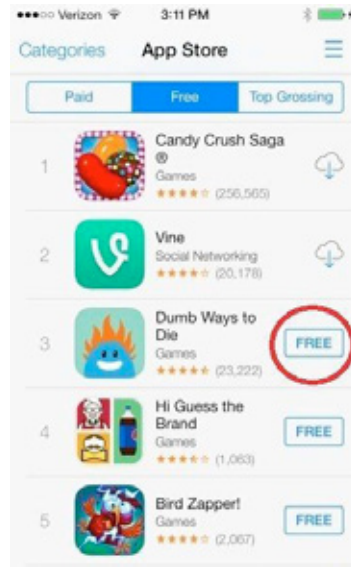 Verizon 3:11 PM
Categories App Store
Paid Free Top Grossing
1
Candy Crush Saga
®
Games
(256,565)
2
Vine
Social Networking
(20,178)
3
Dumb Ways to
Die
Games
(23,222)
FREE
4
Hi Guess the
Brand
Games
(1,063)
FREE
5
Bird Zapper!
Games
(2,067)
FREE